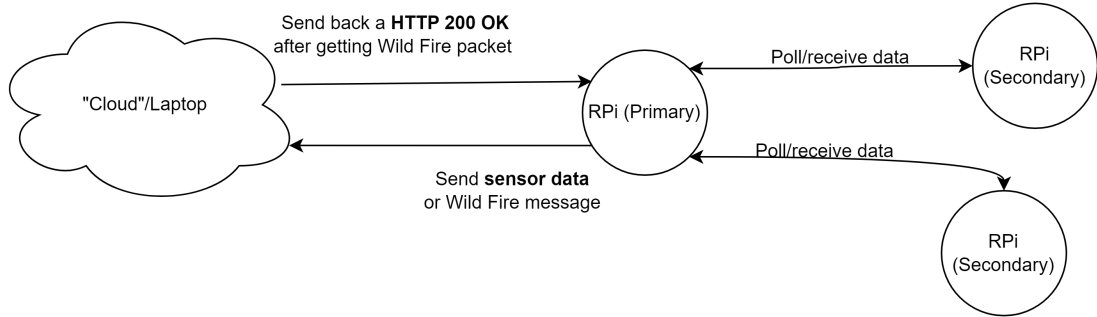 Send back a HTTP 200 OK
after getting Wild Fire packet
"Cloud"/Laptop
RPi (Primary)
Poll/receive data
RPi
(Secondary)
Poll/receive data
Send sensor data
or Wild Fire message
RPi
(Secondary)